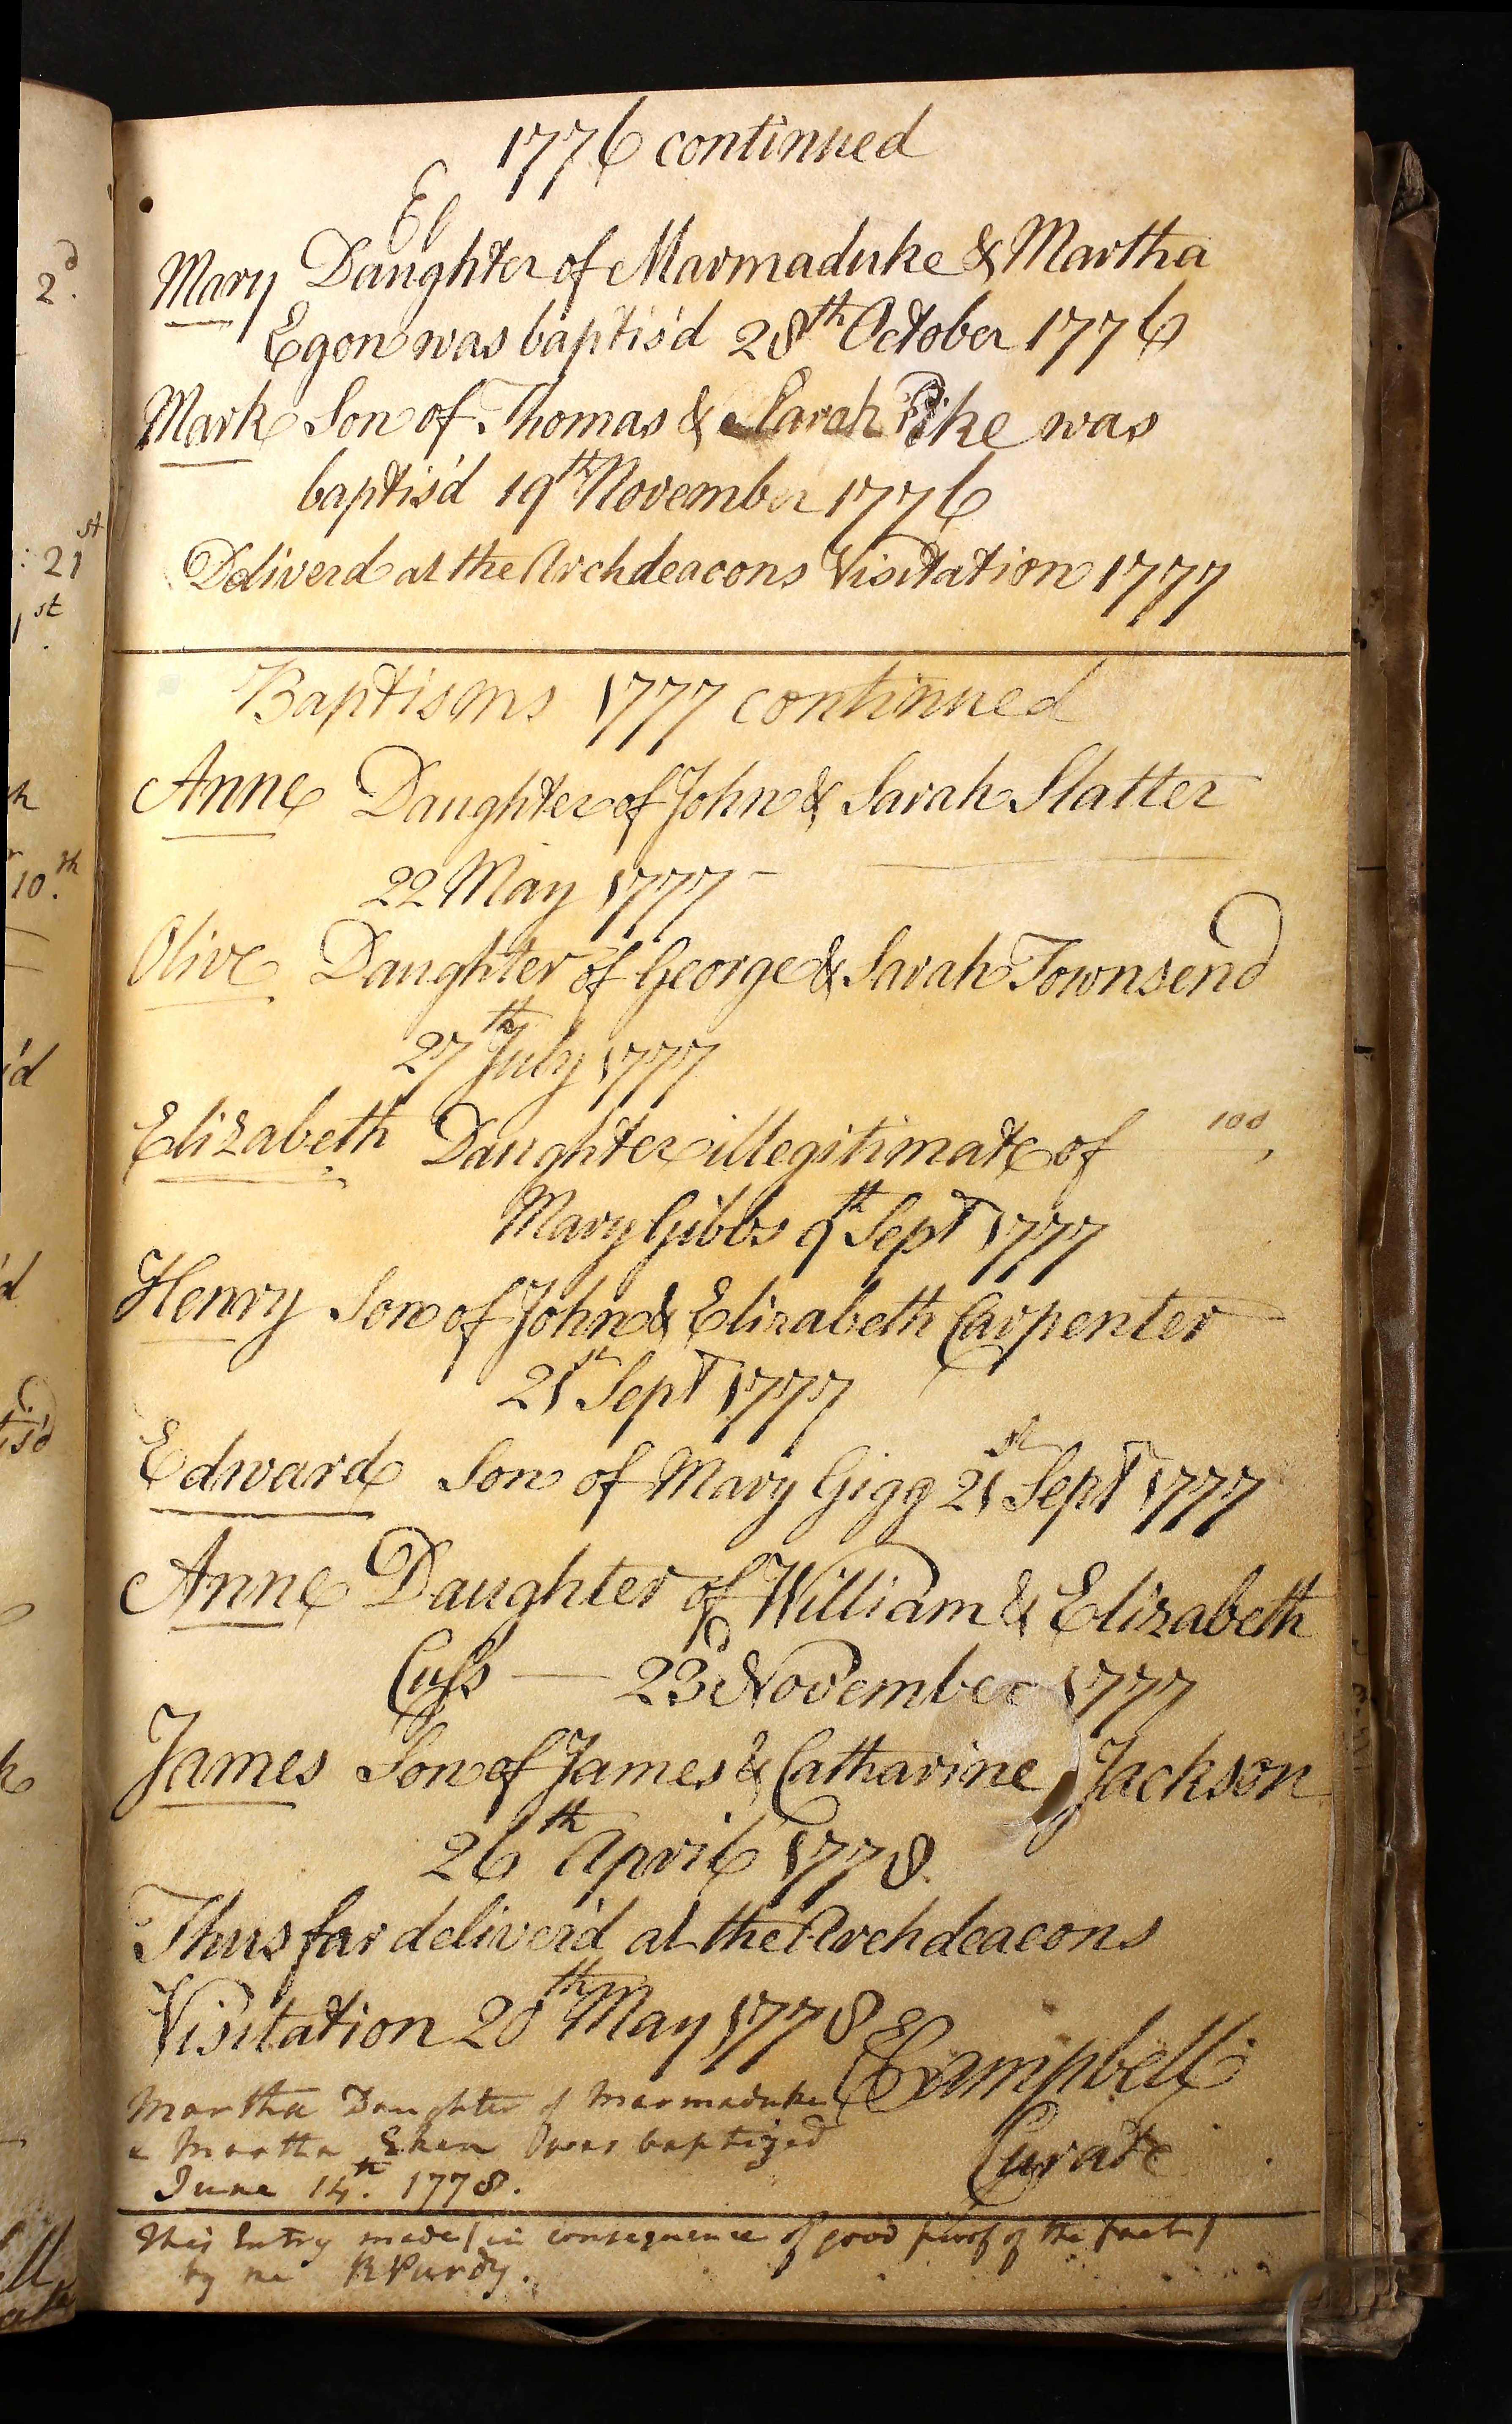 1776 continued
El
Mary Daughter of Marmaduke & Martha
Egon was baptis'd 28th October 1776
Mark Son of Thomas & Sarah Pike was
baptis'd 19th November 1776
Deliverd at the Archdeacons Visitation 1777
Baptisms 1777 continued
Anne Daughter of John & Sarah Slatter
22 May 1777 -
Olive Daughter of George & Sarah Townsend
27th July 1777
Elizabeth Daughter illegitimate of 100
Mary Gibbs 9th Sept 1777
Henry Son of John & Elizabeth Carpenter
21st Sept 1777
Edward Son of Mary Gigg 21st Sept 1777
Anne Daughter of William & Elizabeth
Cuss — 23d November 1777
James Son of James & Catharine Jackson
26th April 1778.
Thus far deliver'd at the Archdeacons
Visitation 20th May 1778
Campbell
Curate
Martha Daughter of Marmaduke
& Martha Eken was baptized
June 14th. 1778.
This Entry made (in consequence of good proof of the fact)
by me R Purdy.
2d.
: 21st
1st
10.th